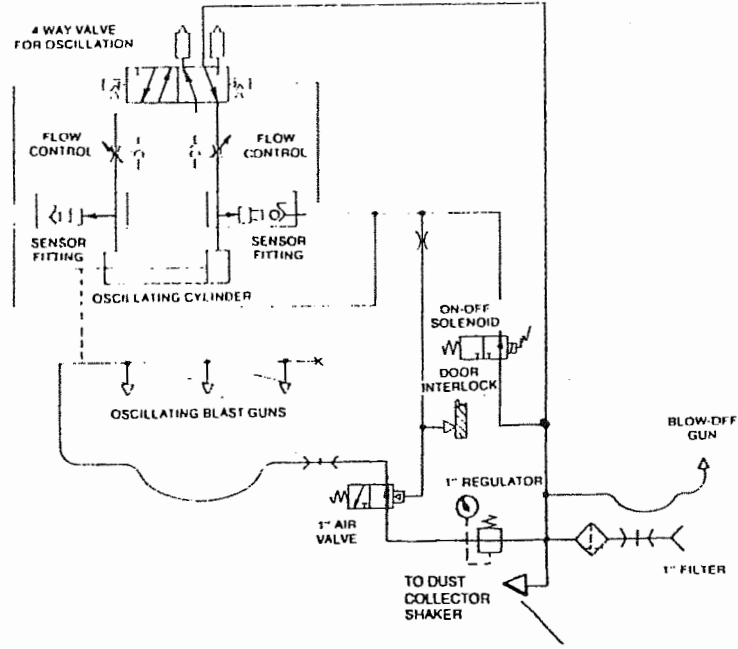 4 WAY VALVE
FOR OSCILLATION
FLOW
CONTROL
FLOW
CONTROL
SENSOR
FITTING
SENSOR
FITTING
OSCILLATING CYLINDER
ON-OFF
SOLENOID
DOOR
INTERLOCK
OSCILLATING BLAST GUNS
BLOW-OFF
GUN
1" REGULATOR
1" AIR
VALVE
1" FILTER
TO DUST
COLLECTOR
SHAKER